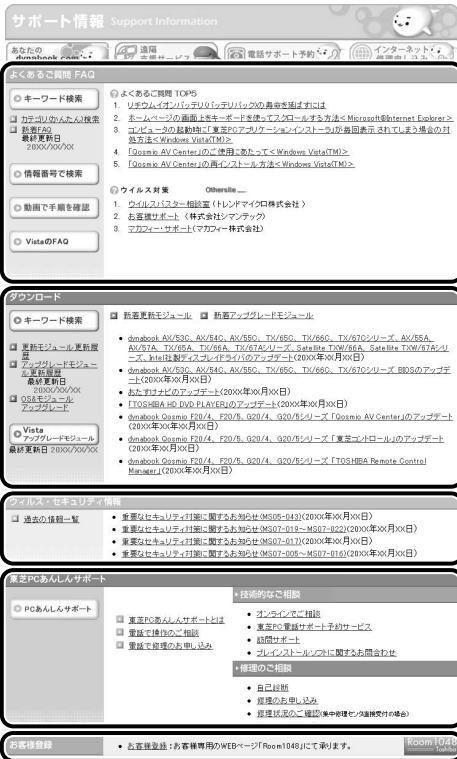 サポート情報 Support Information
あなたの
dynabook.com
遠隔
支援サービス
電話サポート予約
インターネット
修理申し込み
よくあるご質問 FAQ
キーワード検索
カテゴリ(かんたん)検索
新着FAQ
最終更新日
20XX/XX/XX
情報番号で検索
動画で手順を確認
VistaのFAQ
よくあるご質問 TOP5
1. リチウムイオンバッテリ(バッテリパック)の寿命を延ばすには
2. ホームページの画面上をキーボードを使ってスクロールする方法<Microsoft®Internet Explorer>
3. コンピュータの起動時に「東芝PCアプリケーションインストーラ」が毎回表示されてしまう場合の対
処方法<Windows Vista(TM)>
4. 「Qosmio AV Center」のご使用にあたって<Windows Vista(TM)>
5. 「Qosmio AV Center」の再インストール方法<Windows Vista(TM)>
ウイルス対策 Othersite
1. ウイルスバスター相談室(トレンドマイクロ株式会社)
2. お客様サポート (株式会社シマンテック)
3. マカフィー・サポート(マカフィー株式会社)
ダウンロード
キーワード検索
更新モジュール更新履
歴
アップグレードモジュー
ル更新履歴
最終更新日
20XX/XX/XX
OS&モジュール
アップグレード
Vista
アップグレードモジュール
最終更新日 20XX/XX/XX
新着更新モジュール 新着アップグレードモジュール
• dynabook AX/53C、AX/54C、AX/55C、TX/65C、TX/66C、TX/67Cシリーズ、AX/55A、
AX/57A、TX/65A、TX/66A、TX/67Aシリーズ、Satellite TXW/66A、Satellite TXW/67Aシリ
ーズ、Intel社製ディスプレイドライバのアップデート(20XX年XX月XX日)
• dynabook AX/53C、AX/54C、AX/55C、TX/65C、TX/66C、TX/67Cシリーズ BIOSのアップデ
ート(20XX年XX月XX日)
• おたすけナビのアップデート(20XX年XX月XX日)
• 「TOSHIBA HD DVD PLAYER」のアップデート(20XX年XX月XX日)
• dynabook Qosmio F20/4、F20/5、G20/4、G20/5シリーズ 「Qosmio AV Center」のアップデート
(20XX年XX月XX日)
• dynabook Qosmio F20/4、F20/5、G20/4、G20/5シリーズ 「東芝コントロール」のアップデート
(20XX年XX月XX日)
• dynabook Qosmio F20/4、F20/5、G20/4、G20/5シリーズ 「TOSHIBA Remote Control
Manager」(20XX年XX月XX日)
ウィルス・セキュリティ情報
過去の情報一覧
• 重要なセキュリティ対策に関するお知らせ(MS05-043)(20XX年XX月XX日)
• 重要なセキュリティ対策に関するお知らせ(MS07-019~MS07-022)(20XX年XX月XX日)
• 重要なセキュリティ対策に関するお知らせ(MS07-017)(20XX年XX月XX日)
• 重要なセキュリティ対策に関するお知らせ(MS07-005~MS07-016)(20XX年XX月XX日)
東芝PCあんしんサポート
PCあんしんサポート
東芝PCあんしんサポートとは
電話で操作のご相談
電話で修理のお申し込み
技術的なご相談
• オンラインでご相談
• 東芝PC電話サポート予約サービス
• 訪問サポート
• プレインストールソフトに関するお問合わせ
修理のご相談
• 自己診断
• 修理のお申し込み
• 修理状況のご確認(集中修理センタ直接受付の場合)
お客様登録
• お客様登録:お客様専用のWEBページ「Room1048」にて承ります。
Room1048
Toshiba